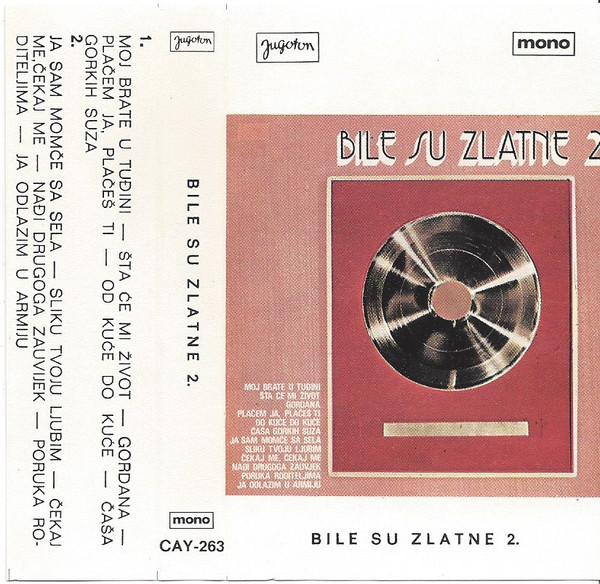 1.
MOJ BRATE U TUĐINI — ŠTA ĆE MI ŽIVOT — GORDANA —
PLAČEM JA, PLAČEŠ TI — OD KUĆE DO KUĆE — ČAŠA
GORKIH SUZA
2.
JA SAM MOMČE SA SELA — SLIKU TVOJU LJUBIM — ČEKAJ
ME, ČEKAJ ME — NAĐI DRUGOGA ZAUVIJEK — PORUKA RO-
DITELJIMA — JA ODLAZIM U ARMIJU
Jugoton
BILE SU ZLATNE 2.
mono
CAY-263
Jugoton
mono
BILE SU ZLATNE 2
MOJ BRATE U TUĐINI
ŠTA ĆE MI ŽIVOT
GORDANA
PLAČEM JA, PLAČEŠ TI
OD KUĆE DO KUĆE
ČAŠA GORKIH SUZA
JA SAM MOMČE SA SELA
SLIKU TVOJU LJUBIM
ČEKAJ ME, ČEKAJ ME
NAĐI DRUGOGA ZAUVJEK
PORUKA RODITELJIMA
JA ODLAZIM U ARMIJU
BILE SU ZLATNE 2.